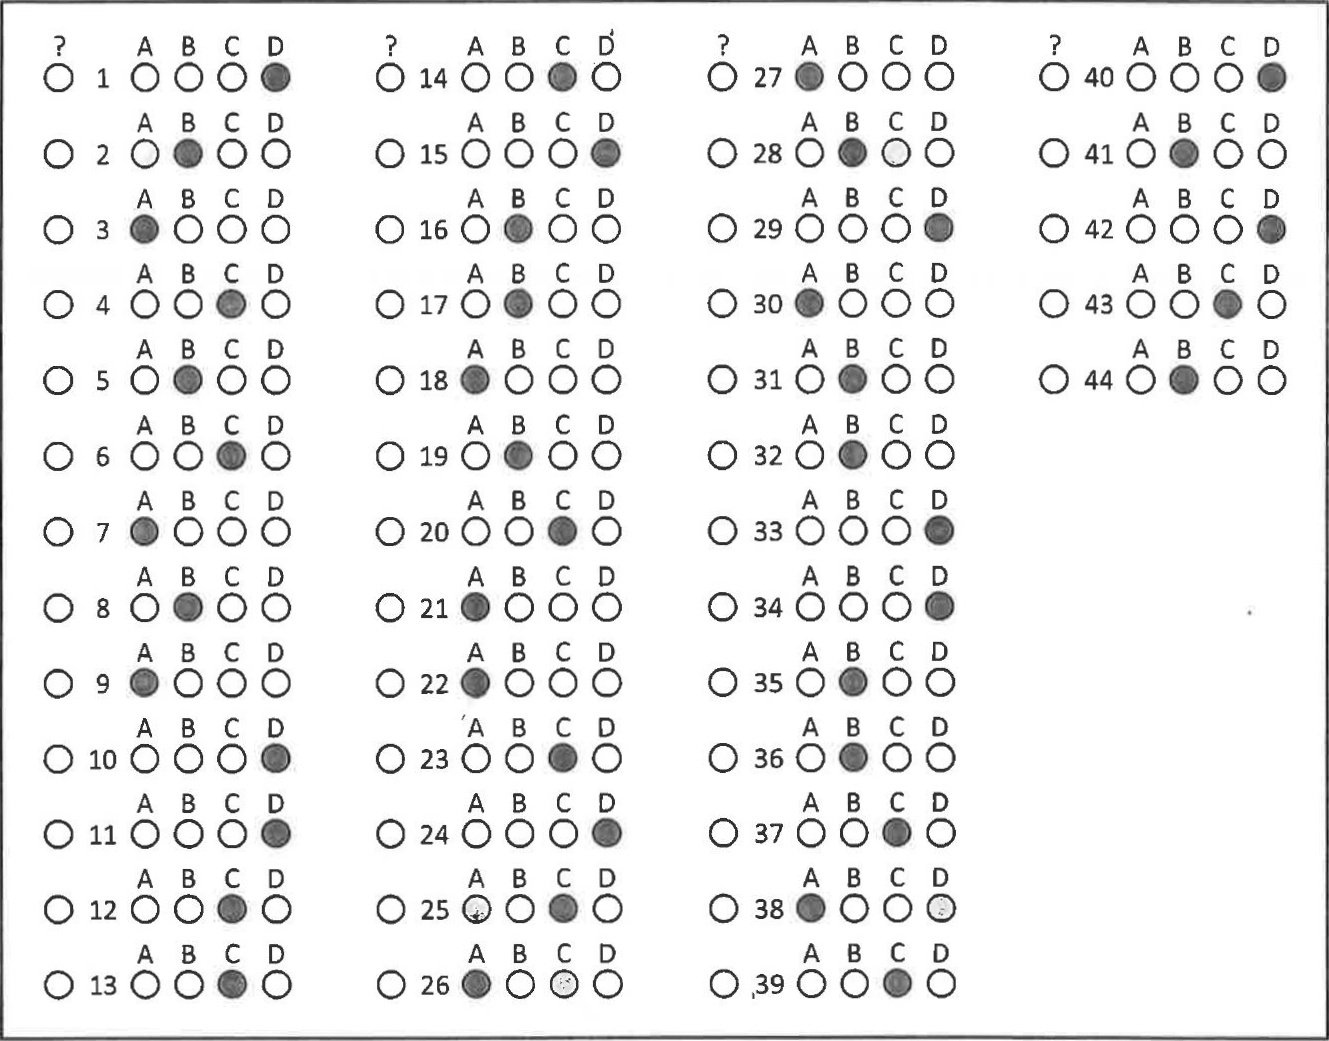 ? A B C D
1
A B C D
2
A B C D
3
A B C D
4
A B C D
5
A B C D
6
A B C D
7
A B C D
8
A B C D
9
A B C D
10
A B C D
11
A B C D
12
A B C D
13
? A B C D
14
A B C D
15
A B C D
16
A B C D
17
A B C D
18
A B C D
19
A B C D
20
A B C D
21
A B C D
22
A B C D
23
A B C D
24
A B C D
25
A B C D
26
? A B C D
27
A B C D
28
A B C D
29
A B C D
30
A B C D
31
A B C D
32
A B C D
33
A B C D
34
A B C D
35
A B C D
36
A B C D
37
A B C D
38
A B C D
39
? A B C D
40
A B C D
41
A B C D
42
A B C D
43
A B C D
44